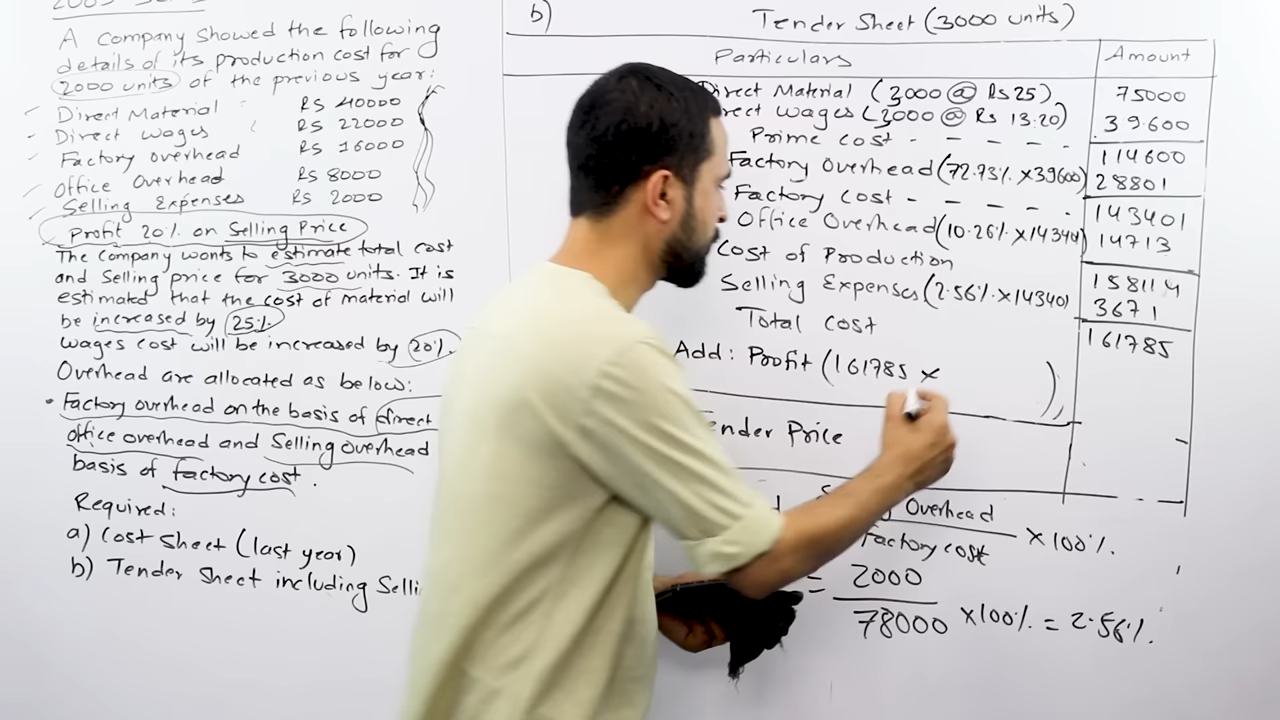 A company showed the following
details of its production cost for
2000 units of the previous year:
Direct Material RS 40000
Direct wages RS 22000
Factory overhead RS 16000
Office Overhead RS 8000
Selling Expenses RS 2000
Profit 20% on Selling Price
The company wants to estimate total cost
and Selling price for 3000 units. It is
estimated that the cost of material will
be increased by 25%
wages cost will be increased by 20%.
Overhead are allocated as below:
• Factory overhead on the basis of direct
office overhead and Selling overhead
basis of factory cost.
Required:
a) Cost Sheet (last year)
b) Tender Sheet including Selli
b) Tender Sheet (3000 units)
Particulars Amount
Direct Material (3000 @ Rs 25) 75000
rect wages (3000 @ Rs 13.20) 39600
Prime cost - - - - - 114600
Factory Overhead (72.73% × 39600) 28801
Factory cost - - - - - 143401
Office Overhead (10.26% × 143401) 14713
Cost of Production 158114
Selling Expenses (2.56% × 14340) 3671
Total cost 161785
Add: Profit (161785 × )
ender Price
Overhead
Factory cost × 100%.
= 2000
78000 × 100% = 2.56%.